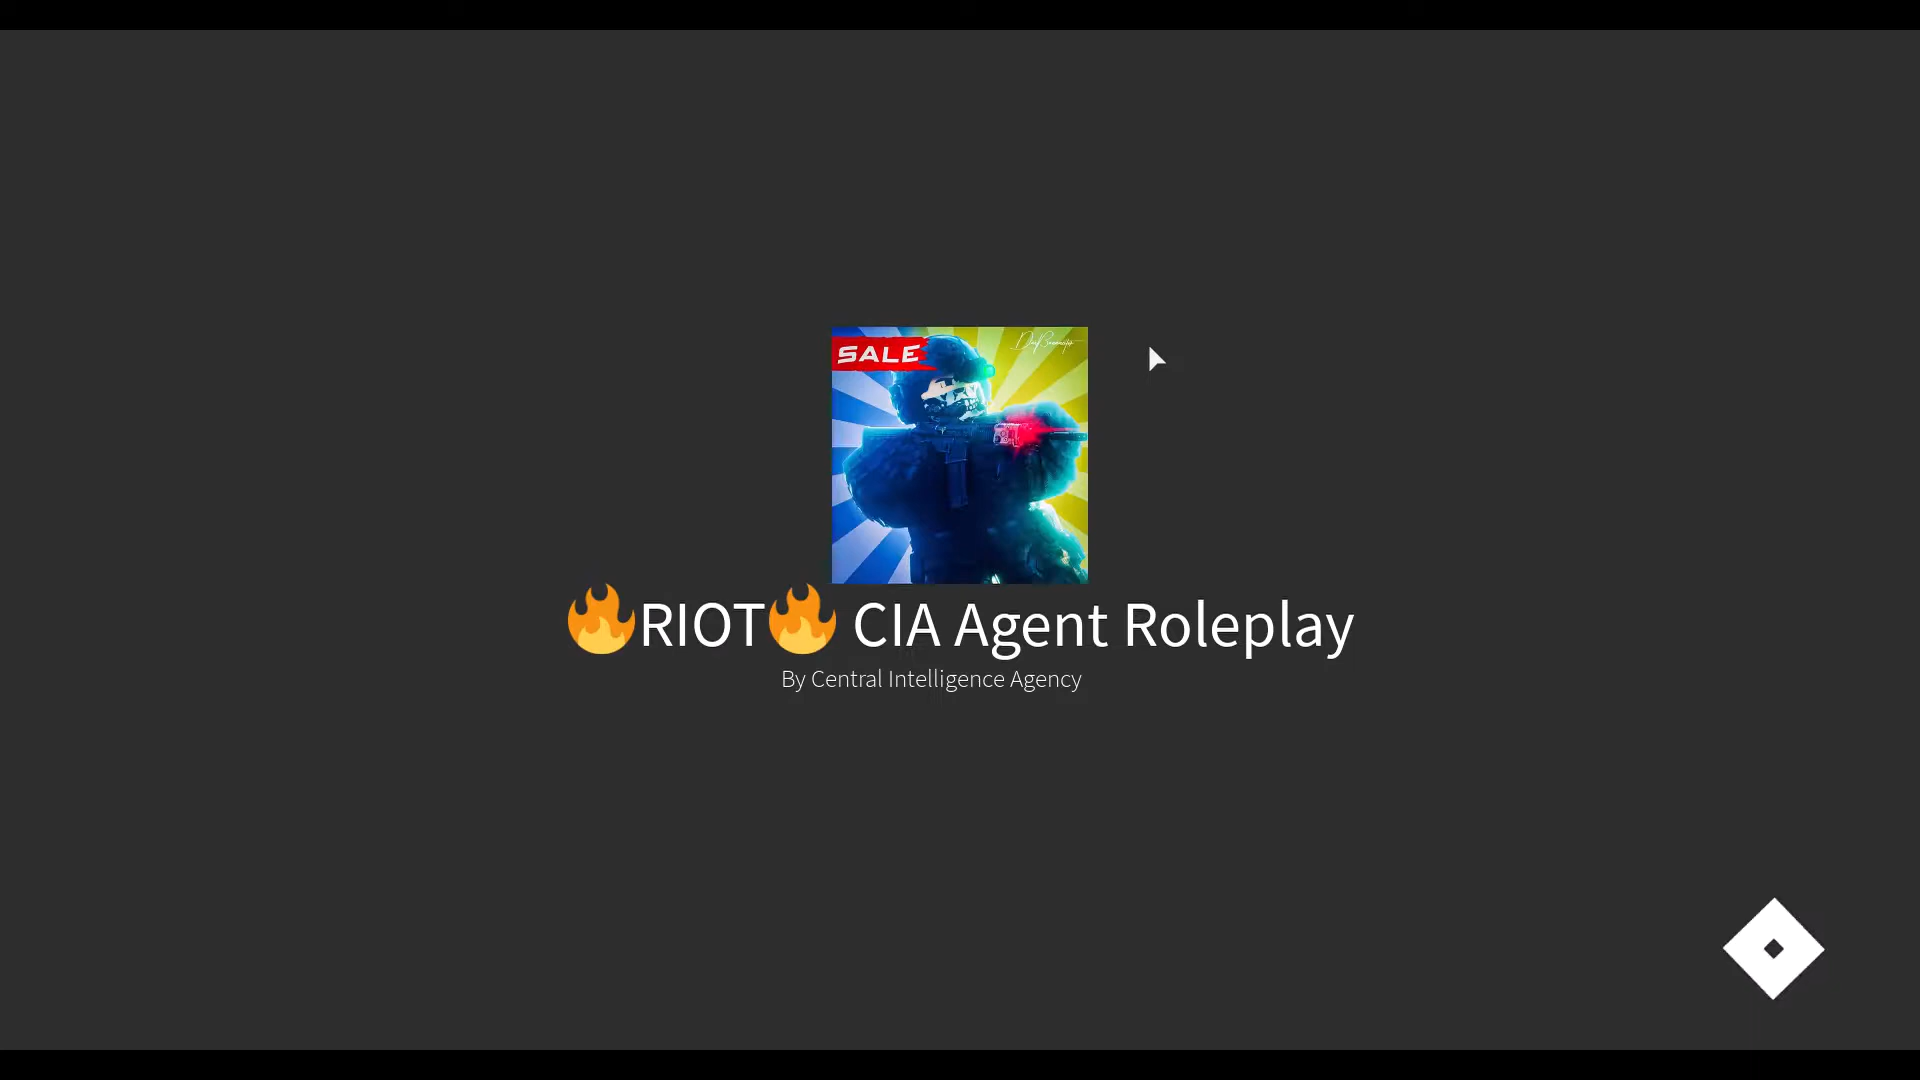 SALE
🔥RIOT🔥 CIA Agent Roleplay
By Central Intelligence Agency